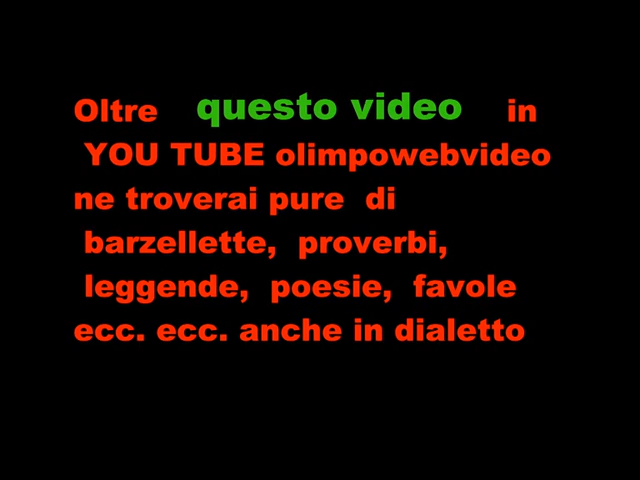 Oltre questo video in
YOU TUBE olimpowebvideo
ne troverai pure di
barzellette, proverbi,
leggende, poesie, favole
ecc. ecc. anche in dialetto